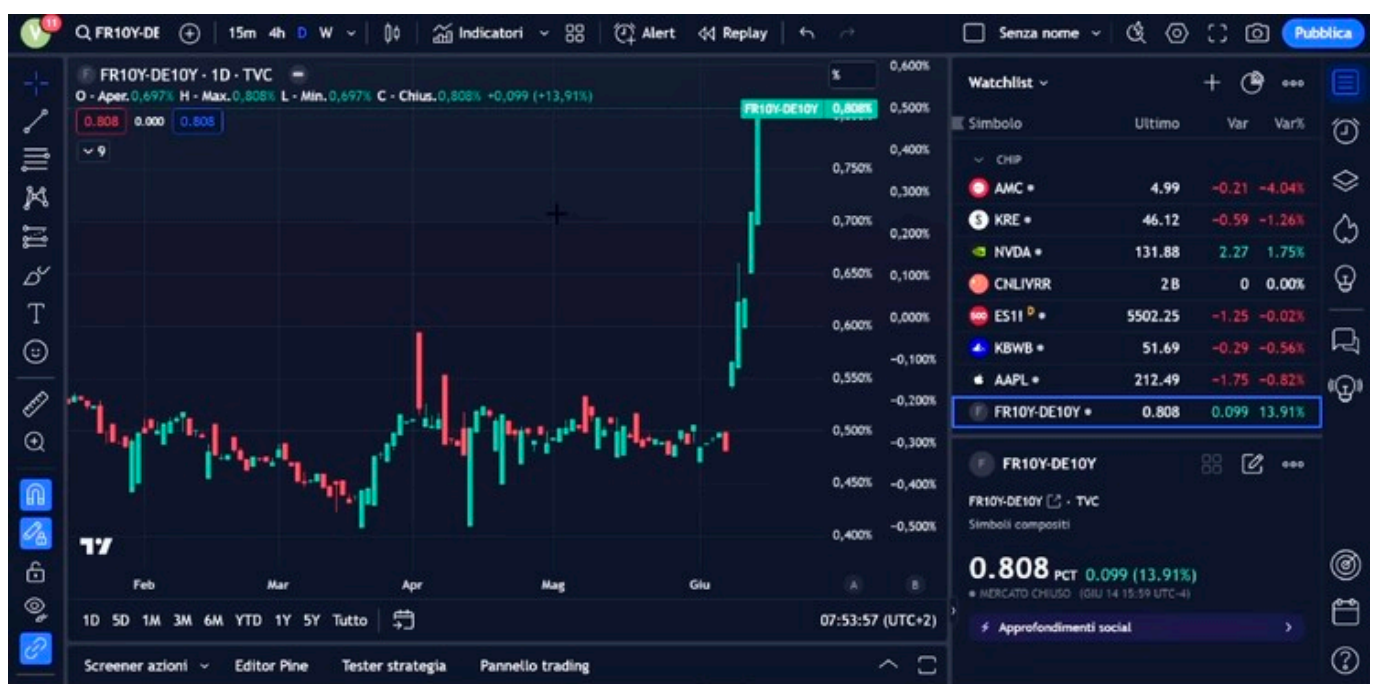 V 11 FR10Y-DE 15m 4h D W Indicatori Alert Replay Senza nome Pubblica
F FR10Y-DE10Y · 1D · TVC
O - Aper.0,697% H - Max.0,808% L - Min.0,697% C - Chius.0,808% +0,099 (+13,91%)
0.808 0.000 0.808
9
%
0,600%
FR10Y-DE10Y 0,808% 0,500%
0,400%
0,750%
0,300%
0,700%
0,200%
0,650% 0,100%
0,000%
0,600%
-0,100%
0,550%
-0,200%
0,500%
-0,300%
0,450% -0,400%
-0,500%
0,400%
Feb Mar Apr Mag Giu A B
1D 5D 1M 3M 6M YTD 1Y 5Y Tutto 07:53:57 (UTC+2)
Screener azioni Editor Pine Tester strategia Pannello trading
Watchlist
Simbolo Ultimo Var Var%
CHIP
AMC 4.99 -0.21 -4.04%
S KRE 46.12 -0.59 -1.26%
NVDA 131.88 2.27 1.75%
CNLIVRR 2B 0 0.00%
500 ES1! D 5502.25 -1.25 -0.02%
KBWB 51.69 -0.29 -0.56%
AAPL 212.49 -1.75 -0.82%
F FR10Y-DE10Y 0.808 0.099 13.91%
F FR10Y-DE10Y
FR10Y-DE10Y · TVC
Simboli compositi
0.808 PCT 0.099 (13.91%)
MERCATO CHIUSO (GIU 14 15:59 UTC-4)
Approfondimenti social